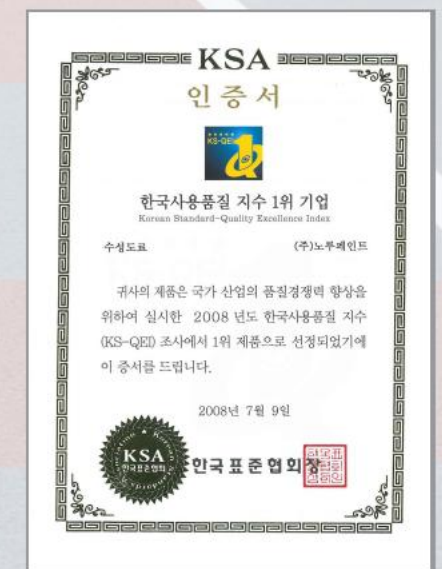 KSA
인증서
KS-QEI
한국사용품질 지수 1위 기업
Korean Standard-Quality Excellence Index
수성도료 (주)노루페인트
귀사의 제품은 국가 산업의 품질경쟁력 향상을
위하여 실시한 2008 년도 한국사용품질 지수
(KS-QEI) 조사에서 1위 제품으로 선정되었기에
이 증서를 드립니다.
2008년 7월 9일
KSA
한국표준협회
한국표준협회장